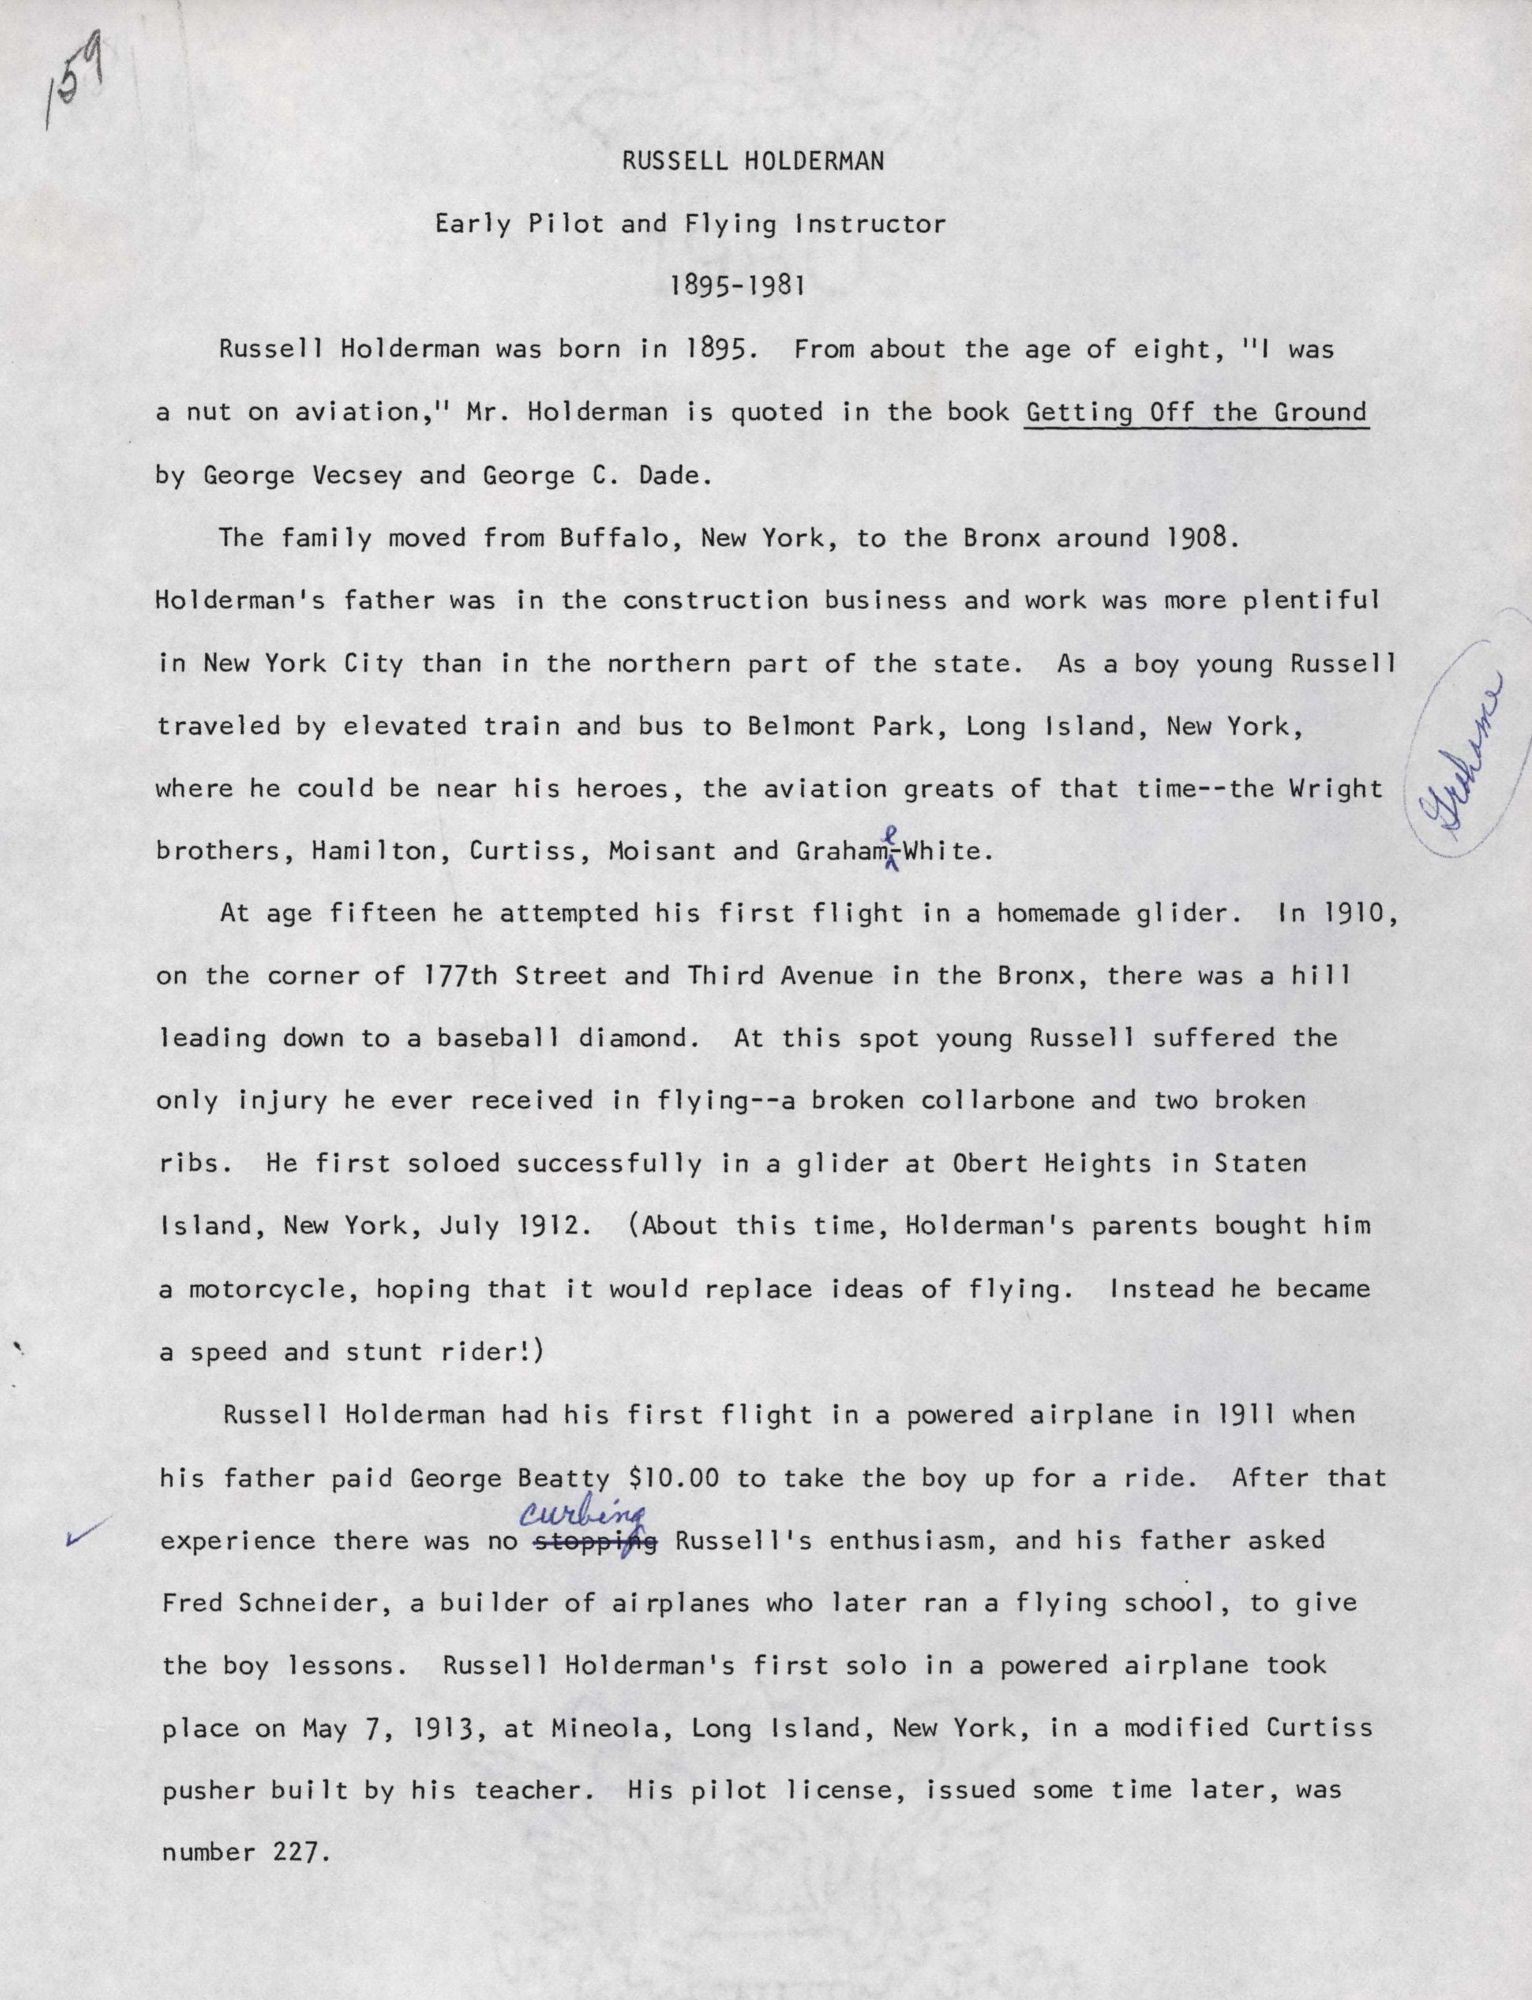 159
RUSSELL HOLDERMAN
Early Pilot and Flying Instructor
1895-1981
Russell Holderman was born in 1895. From about the age of eight, "I was
a nut on aviation," Mr. Holderman is quoted in the book Getting Off the Ground
by George Vecsey and George C. Dade.
The family moved from Buffalo, New York, to the Bronx around 1908.
Holderman's father was in the construction business and work was more plentiful
in New York City than in the northern part of the state. As a boy young Russell
traveled by elevated train and bus to Belmont Park, Long Island, New York,
where he could be near his heroes, the aviation greats of that time--the Wright
brothers, Hamilton, Curtiss, Moisant and Grahame-White.
Grahame
At age fifteen he attempted his first flight in a homemade glider. In 1910,
on the corner of 177th Street and Third Avenue in the Bronx, there was a hill
leading down to a baseball diamond. At this spot young Russell suffered the
only injury he ever received in flying--a broken collarbone and two broken
ribs. He first soloed successfully in a glider at Obert Heights in Staten
Island, New York, July 1912. (About this time, Holderman's parents bought him
a motorcycle, hoping that it would replace ideas of flying. Instead he became
a speed and stunt rider!)
Russell Holderman had his first flight in a powered airplane in 1911 when
his father paid George Beatty $10.00 to take the boy up for a ride. After that
curbing
experience there was no stopping Russell's enthusiasm, and his father asked
Fred Schneider, a builder of airplanes who later ran a flying school, to give
the boy lessons. Russell Holderman's first solo in a powered airplane took
place on May 7, 1913, at Mineola, Long Island, New York, in a modified Curtiss
pusher built by his teacher. His pilot license, issued some time later, was
number 227.